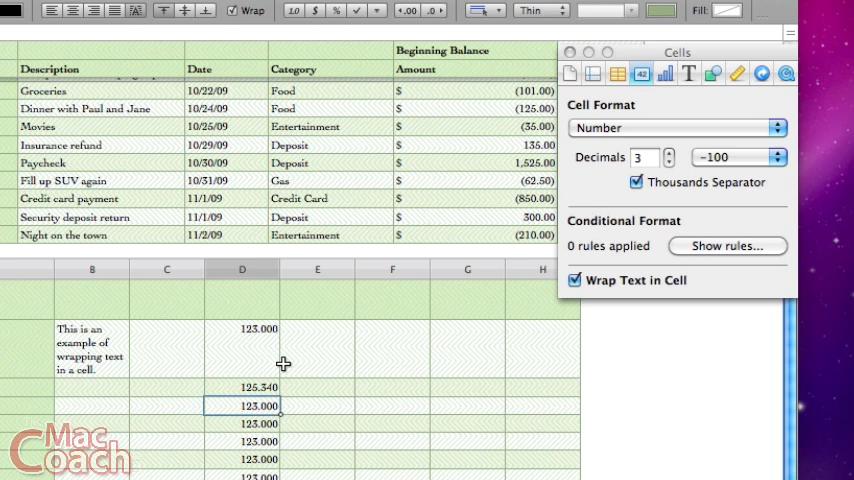 Wrap
1.0 $ % .00 .0
Thin
Fill:
Cells
42
Beginning Balance
Description Date Category Amount
Groceries 10/22/09 Food $ (101.00)
Dinner with Paul and Jane 10/24/09 Food $ (125.00)
Movies 10/25/09 Entertainment $ (35.00)
Insurance refund 10/29/09 Deposit $ 135.00
Paycheck 10/30/09 Deposit $ 1,525.00
Fill up SUV again 10/31/09 Gas $ (62.50)
Credit card payment 11/1/09 Credit Card $ (850.00)
Security deposit return 11/1/09 Deposit $ 300.00
Night on the town 11/2/09 Entertainment $ (210.00)
Cell Format
Number
Decimals 3 -100
Thousands Separator
Conditional Format
0 rules applied Show rules...
Wrap Text in Cell
B C D E F G H
This is an
example of
wrapping text
in a cell.
123.000
125.340
123.000
123.000
123.000
123.000
123.000
Mac
Coach